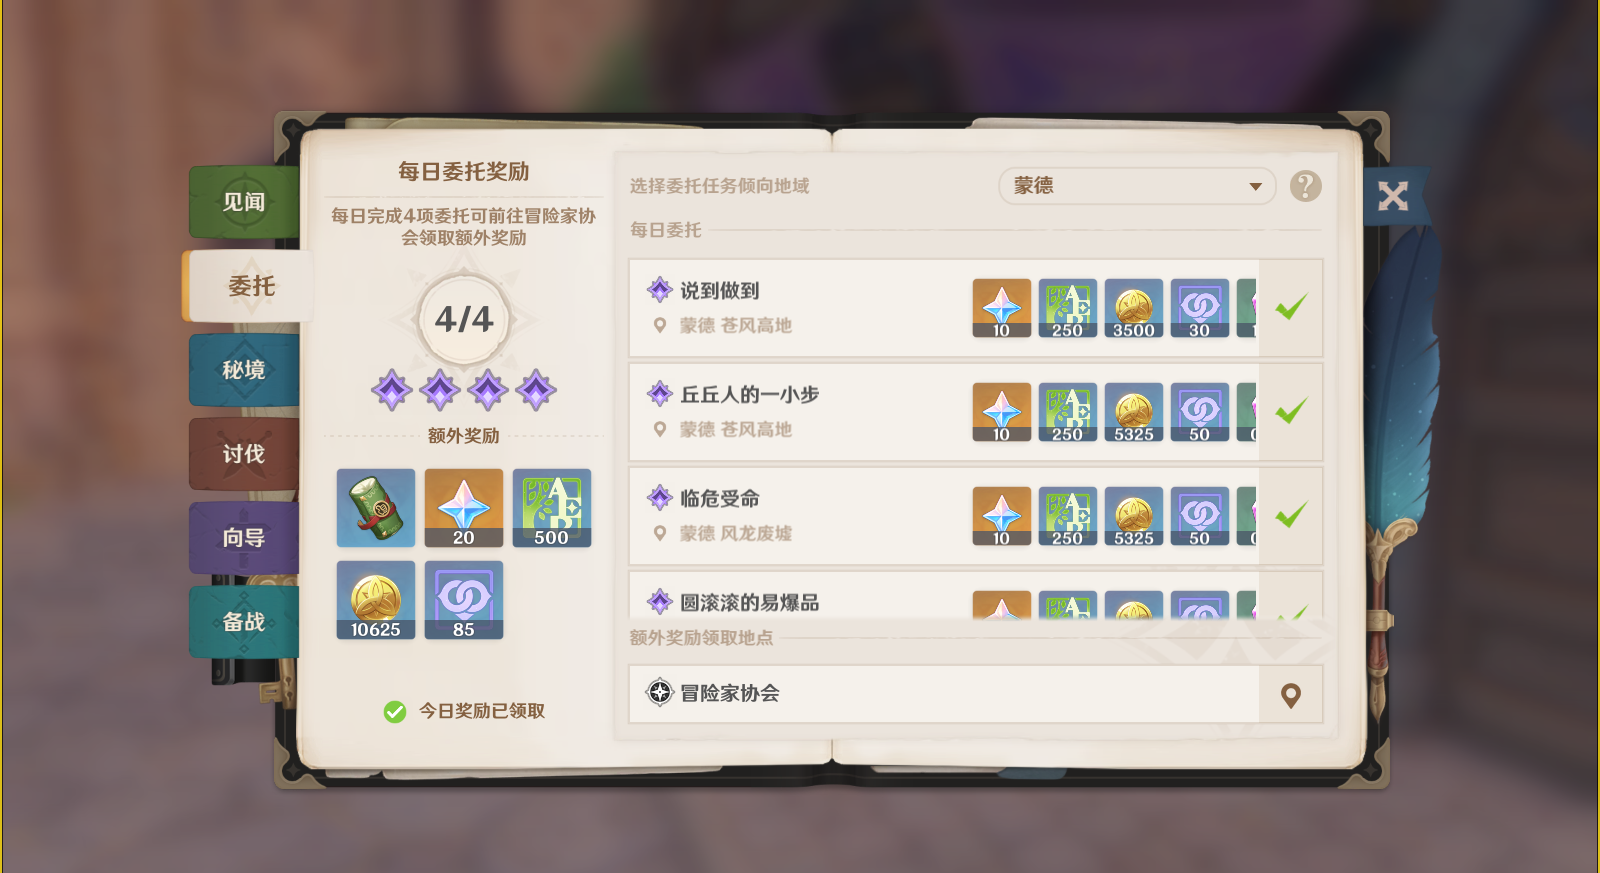 见闻
委托
秘境
讨伐
向导
备战
每日委托奖励
每日完成4项委托可前往冒险家协
会领取额外奖励
4/4
额外奖励
20
500
10625
85
今日奖励已领取
选择委托任务倾向地域
蒙德
?
每日委托
说到做到
蒙德 苍风高地
10
250
3500
30
丘丘人的一小步
蒙德 苍风高地
10
250
5325
50
临危受命
蒙德 风龙废墟
10
250
5325
50
圆滚滚的易爆品
额外奖励领取地点
冒险家协会